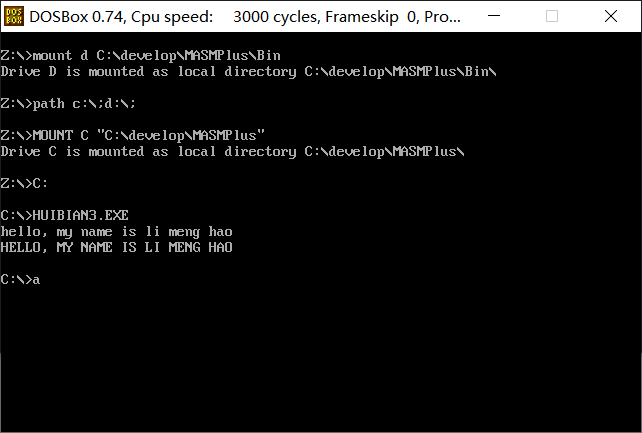 DOS
BOX
DOSBox 0.74, Cpu speed: 3000 cycles, Frameskip 0, Pro...
Z:\>mount d C:\develop\MASMPlus\Bin
Drive D is mounted as local directory C:\develop\MASMPlus\Bin\
Z:\>path c:\;d:\;
Z:\>MOUNT C "C:\develop\MASMPlus"
Drive C is mounted as local directory C:\develop\MASMPlus\
Z:\>C:
C:\>HUIBIAN3.EXE
hello, my name is li meng hao
HELLO, MY NAME IS LI MENG HAO
C:\>a